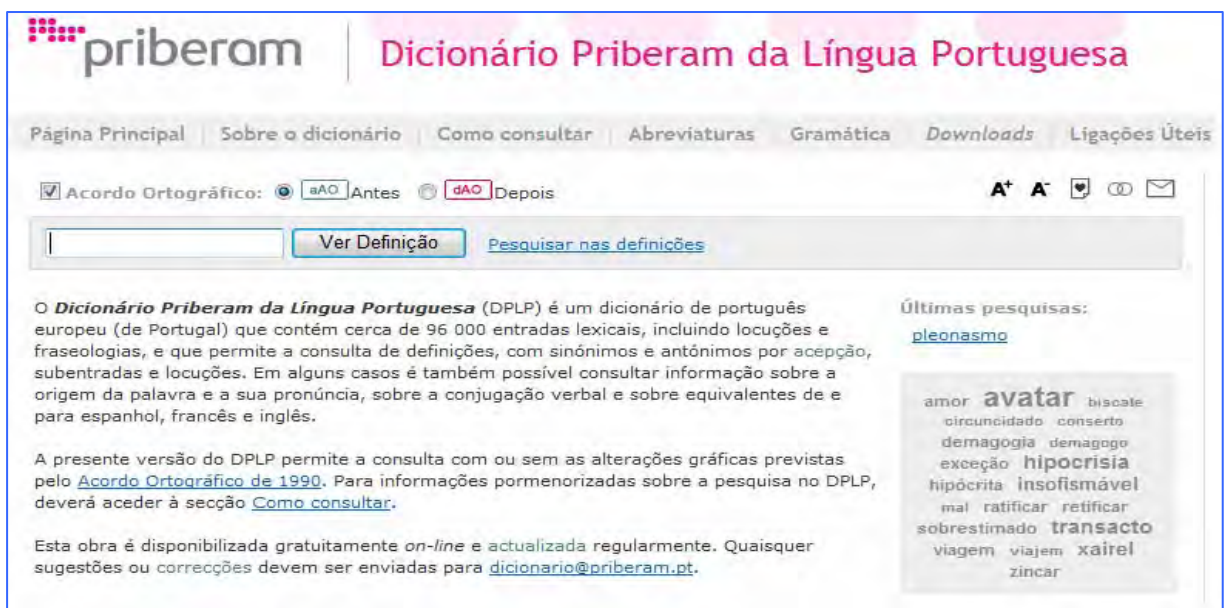 priberam
Dicionário Priberam da Língua Portuguesa
Página Principal | Sobre o dicionário | Como consultar | Abreviaturas Gramática Downloads | Ligações Úteis
Acordo Ortográfico: aAO Antes dAO Depois A+ A-
Ver Definição Pesquisar nas definições
O Dicionário Priberam da Língua Portuguesa (DPLP) é um dicionário de português
europeu (de Portugal) que contém cerca de 96 000 entradas lexicais, incluindo locuções e
fraseologias, e que permite a consulta de definições, com sinónimos e antónimos por acepção,
subentradas e locuções. Em alguns casos é também possível consultar informação sobre a
origem da palavra e a sua pronúncia, sobre a conjugação verbal e sobre equivalentes de e
para espanhol, francês e inglês.
A presente versão do DPLP permite a consulta com ou sem as alterações gráficas previstas
pelo Acordo Ortográfico de 1990. Para informações pormenorizadas sobre a pesquisa no DPLP,
deverá aceder à secção Como consultar.
Esta obra é disponibilizada gratuitamente on-line e actualizada regularmente. Quaisquer
sugestões ou correcções devem ser enviadas para dicionario@priberam.pt.
Últimas pesquisas:
pleonasmo
amor avatar biscate
circuncidado conserto
demagogia demagogo
exceção hipocrisia
hipócrita insofismável
mal ratificar retificar
sobrestimado transacto
viagem viajem xairel
zincar